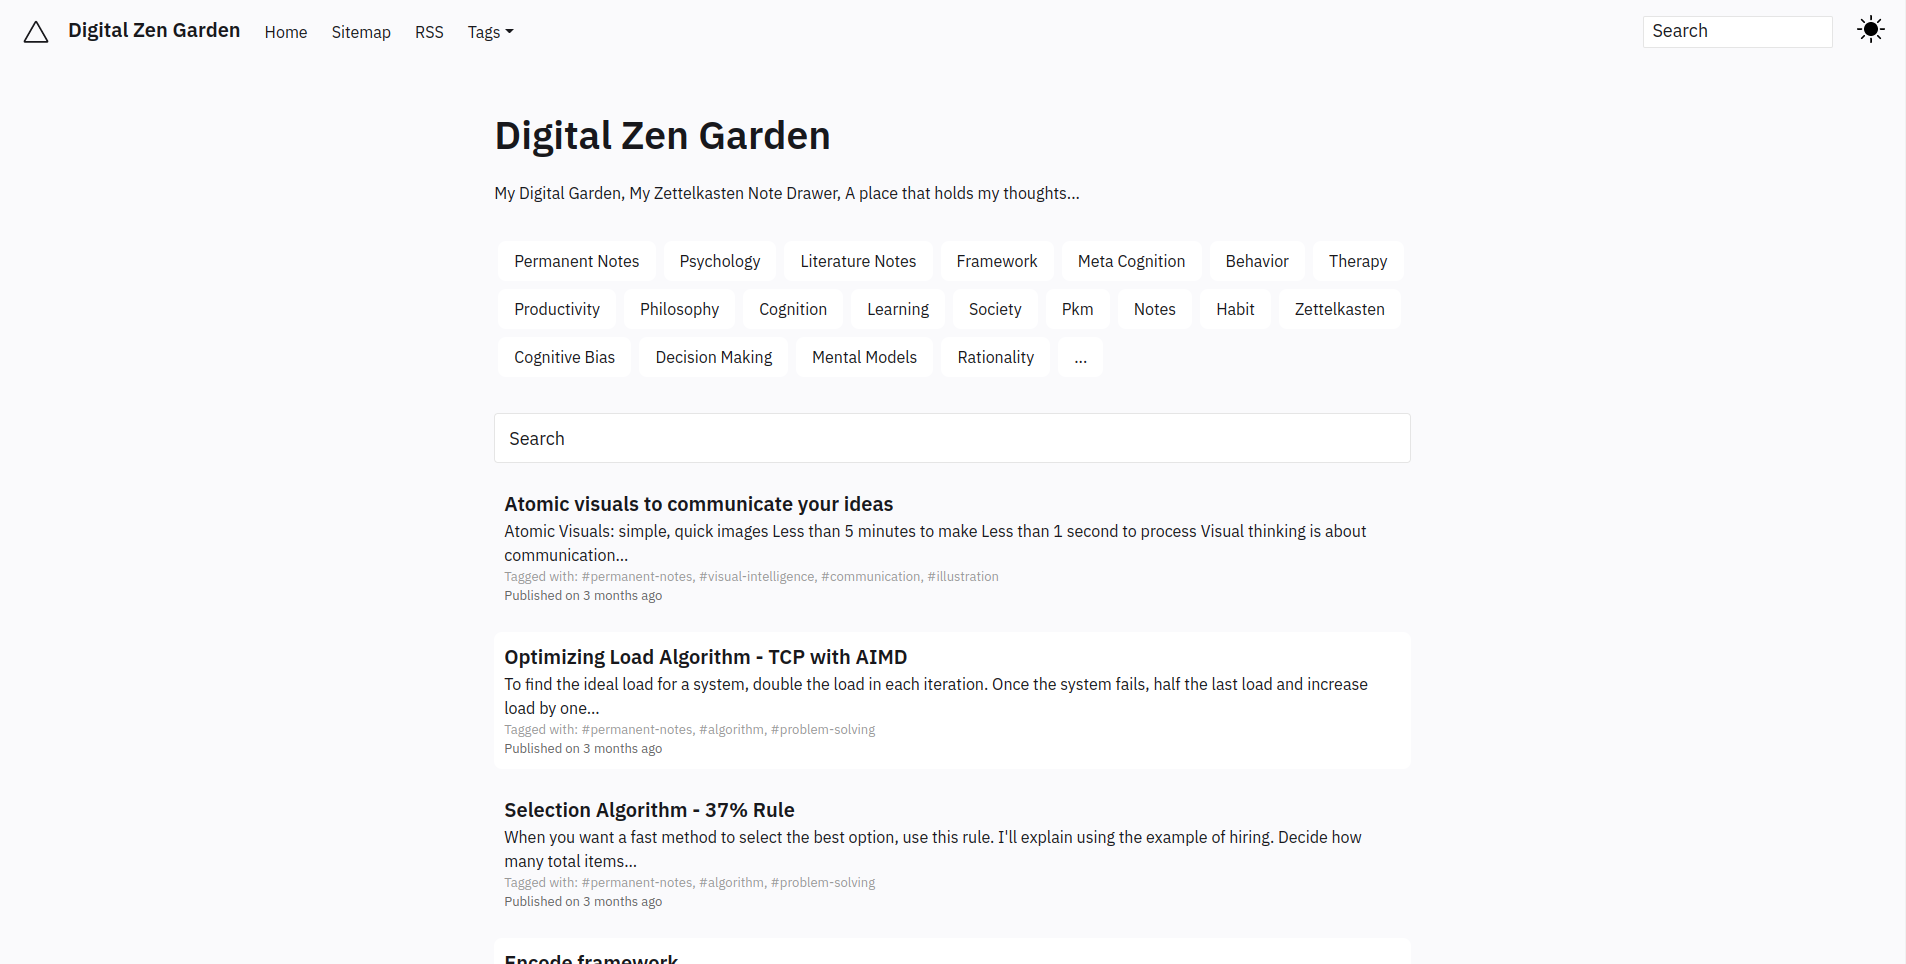 Digital Zen Garden Home Sitemap RSS Tags Search
Digital Zen Garden
My Digital Garden, My Zettelkasten Note Drawer, A place that holds my thoughts...
Permanent Notes Psychology Literature Notes Framework Meta Cognition Behavior Therapy
Productivity Philosophy Cognition Learning Society Pkm Notes Habit Zettelkasten
Cognitive Bias Decision Making Mental Models Rationality ...
Search
Atomic visuals to communicate your ideas
Atomic Visuals: simple, quick images Less than 5 minutes to make Less than 1 second to process Visual thinking is about
communication...
Tagged with: #permanent-notes, #visual-intelligence, #communication, #illustration
Published on 3 months ago
Optimizing Load Algorithm - TCP with AIMD
To find the ideal load for a system, double the load in each iteration. Once the system fails, half the last load and increase
load by one...
Tagged with: #permanent-notes, #algorithm, #problem-solving
Published on 3 months ago
Selection Algorithm - 37% Rule
When you want a fast method to select the best option, use this rule. I'll explain using the example of hiring. Decide how
many total items...
Tagged with: #permanent-notes, #algorithm, #problem-solving
Published on 3 months ago
Encode framework